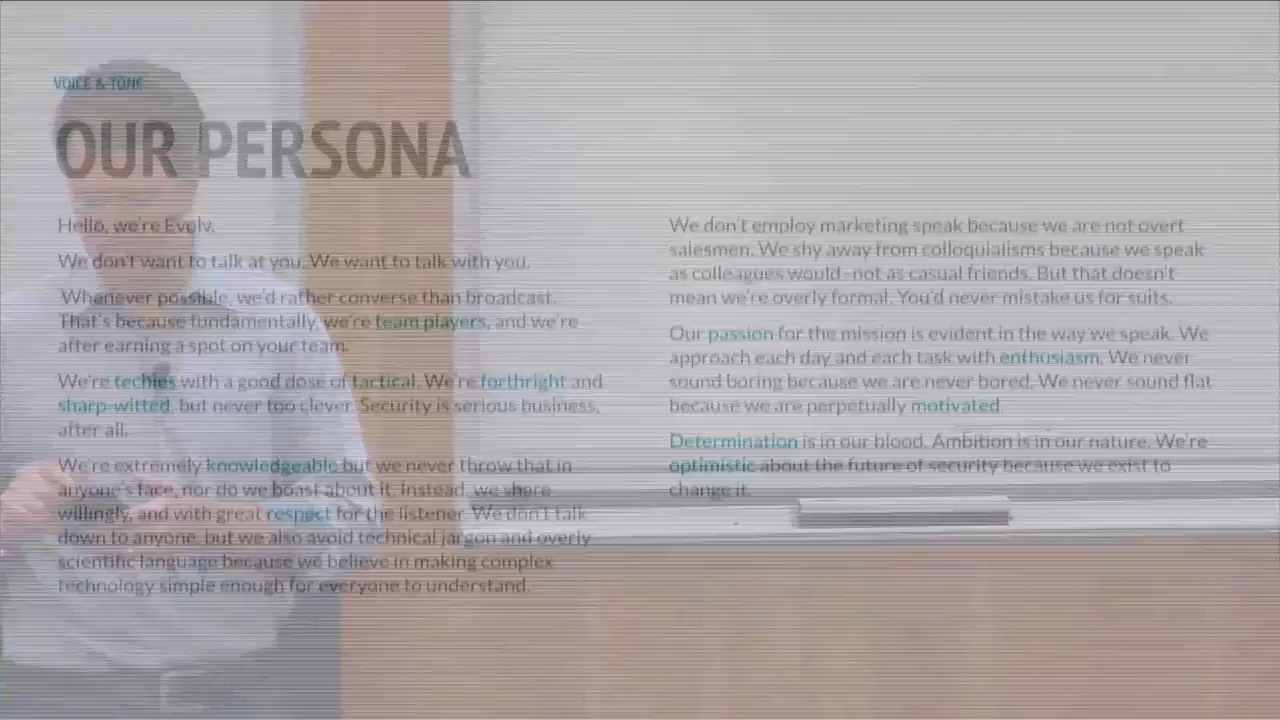 VOICE & TONE
OUR PERSONA
Hello, we're Evolv.
We don't want to talk at you. We want to talk with you.
Whenever possible, we'd rather converse than broadcast.
That's because fundamentally, we're team players, and we're
after earning a spot on your team.
We're techies with a good dose of tactical. We're forthright and
sharp-witted, but never too clever. Security is serious business,
after all.
We're extremely knowledgeable but we never throw that in
anyone's face, nor do we boast about it. Instead, we share
willingly, and with great respect for the listener. We don't talk
down to anyone, but we also avoid technical jargon and overly
scientific language because we believe in making complex
technology simple enough for everyone to understand.
We don't employ marketing speak because we are not overt
salesmen. We shy away from colloquialisms because we speak
as colleagues would–not as casual friends. But that doesn't
mean we're overly formal. You'd never mistake us for suits.
Our passion for the mission is evident in the way we speak. We
approach each day and each task with enthusiasm. We never
sound boring because we are never bored. We never sound flat
because we are perpetually motivated.
Determination is in our blood. Ambition is in our nature. We're
optimistic about the future of security because we exist to
change it.